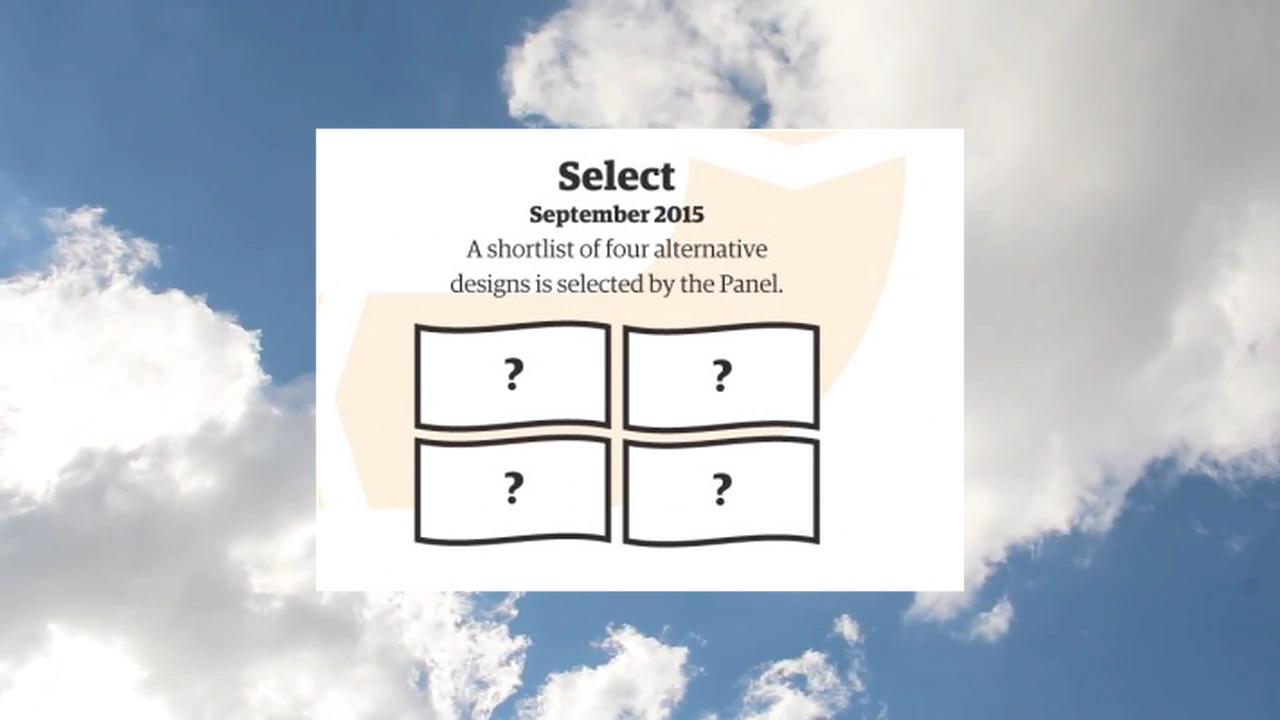 Select
September 2015
A shortlist of four alternative
designs is selected by the Panel.
? ?
? ?